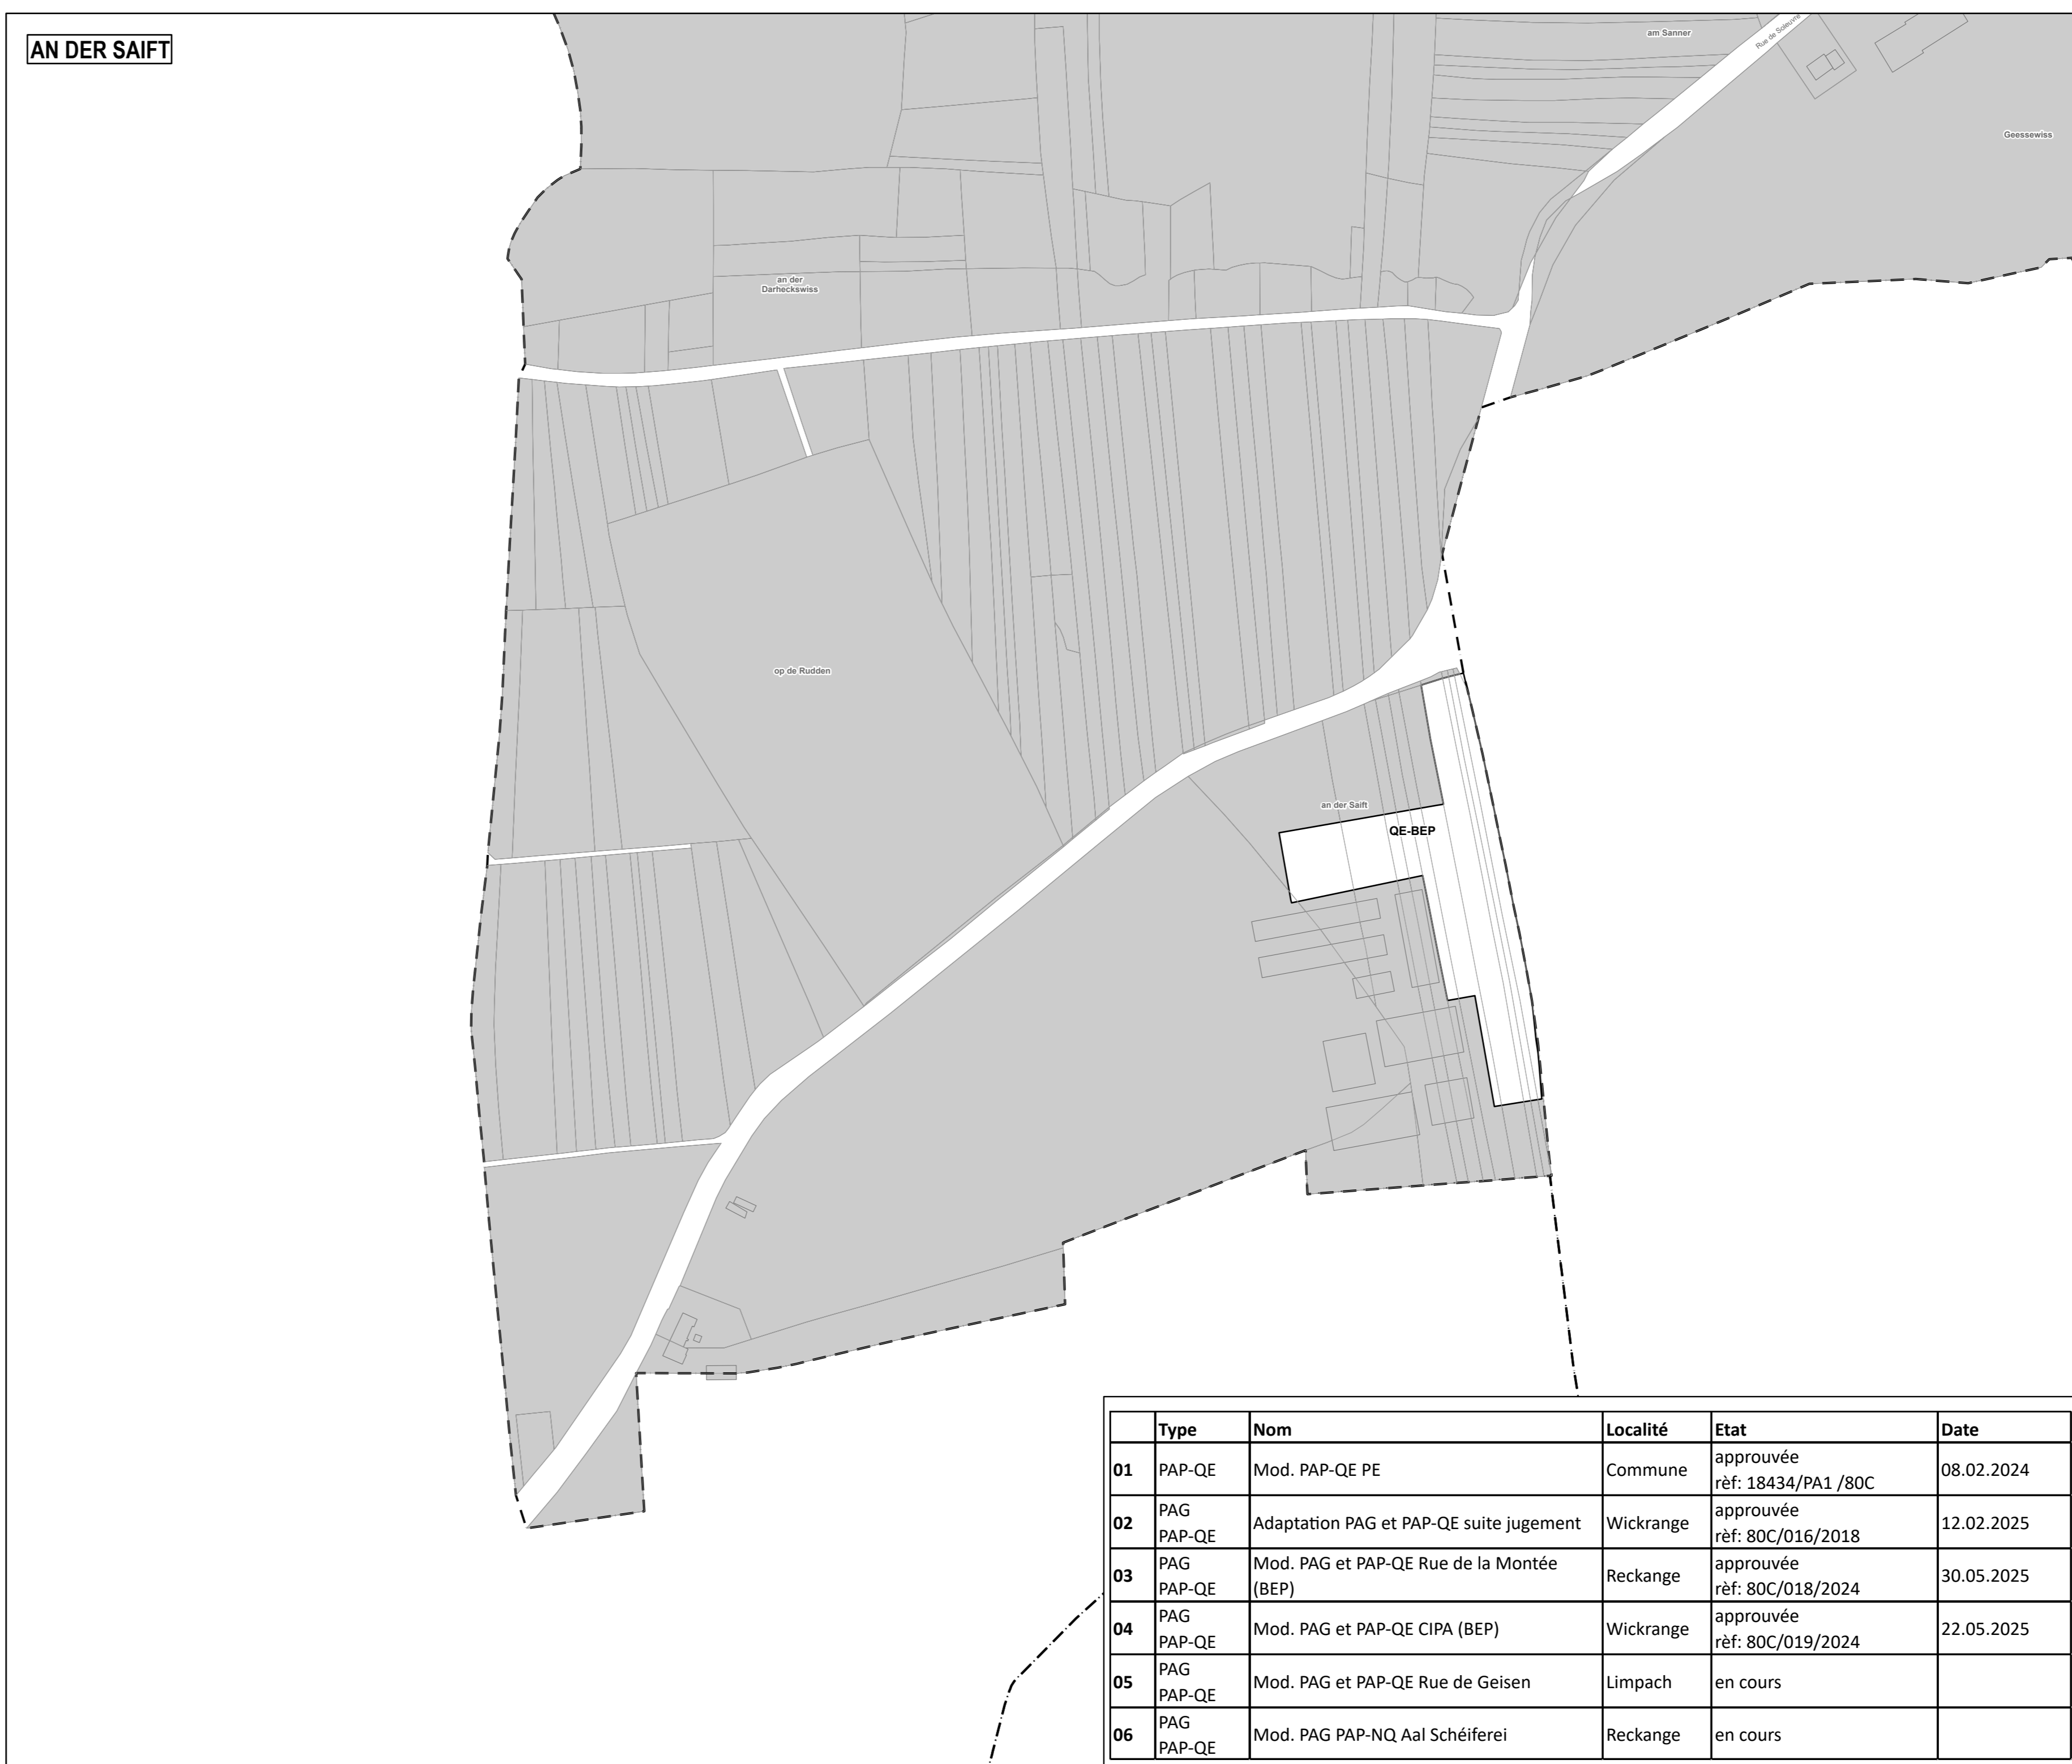 AN DER SAIFT
am Sanner
Rue de Soleuvre
Geessewiss
an der
Darheckswiss
op de Rudden
an der Saift
QE-BEP
Type Nom Localité Etat Date
01 PAP-QE Mod. PAP-QE PE Commune approuvée
rèf: 18434/PA1 /80C 08.02.2024
02 PAG
PAP-QE Adaptation PAG et PAP-QE suite jugement Wickrange approuvée
rèf: 80C/016/2018 12.02.2025
03 PAG
PAP-QE Mod. PAG et PAP-QE Rue de la Montée
(BEP) Reckange approuvée
rèf: 80C/018/2024 30.05.2025
04 PAG
PAP-QE Mod. PAG et PAP-QE CIPA (BEP) Wickrange approuvée
rèf: 80C/019/2024 22.05.2025
05 PAG
PAP-QE Mod. PAG et PAP-QE Rue de Geisen Limpach en cours
06 PAG
PAP-QE Mod. PAG PAP-NQ Aal Schéiferei Reckange en cours